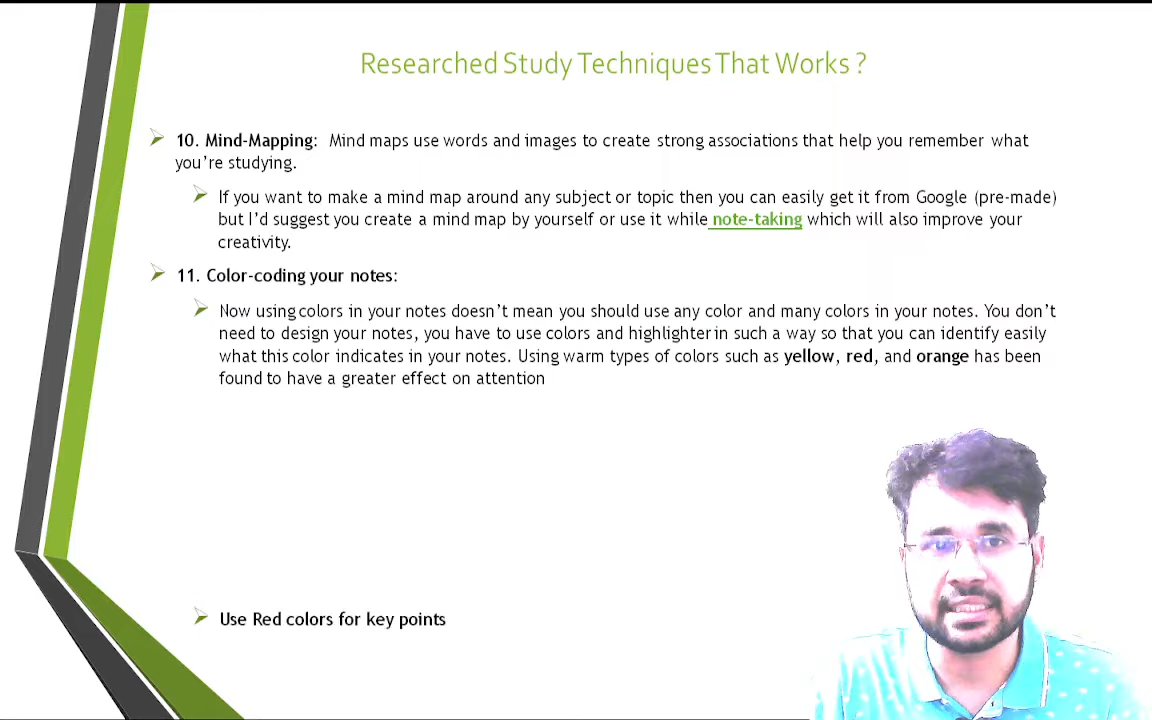 Researched Study Techniques That Works ?
10. Mind-Mapping: Mind maps use words and images to create strong associations that help you remember what
you're studying.
If you want to make a mind map around any subject or topic then you can easily get it from Google (pre-made)
but I'd suggest you create a mind map by yourself or use it while note-taking which will also improve your
creativity.
11. Color-coding your notes:
Now using colors in your notes doesn't mean you should use any color and many colors in your notes. You don't
need to design your notes, you have to use colors and highlighter in such a way so that you can identify easily
what this color indicates in your notes. Using warm types of colors such as yellow, red, and orange has been
found to have a greater effect on attention
Use Red colors for key points